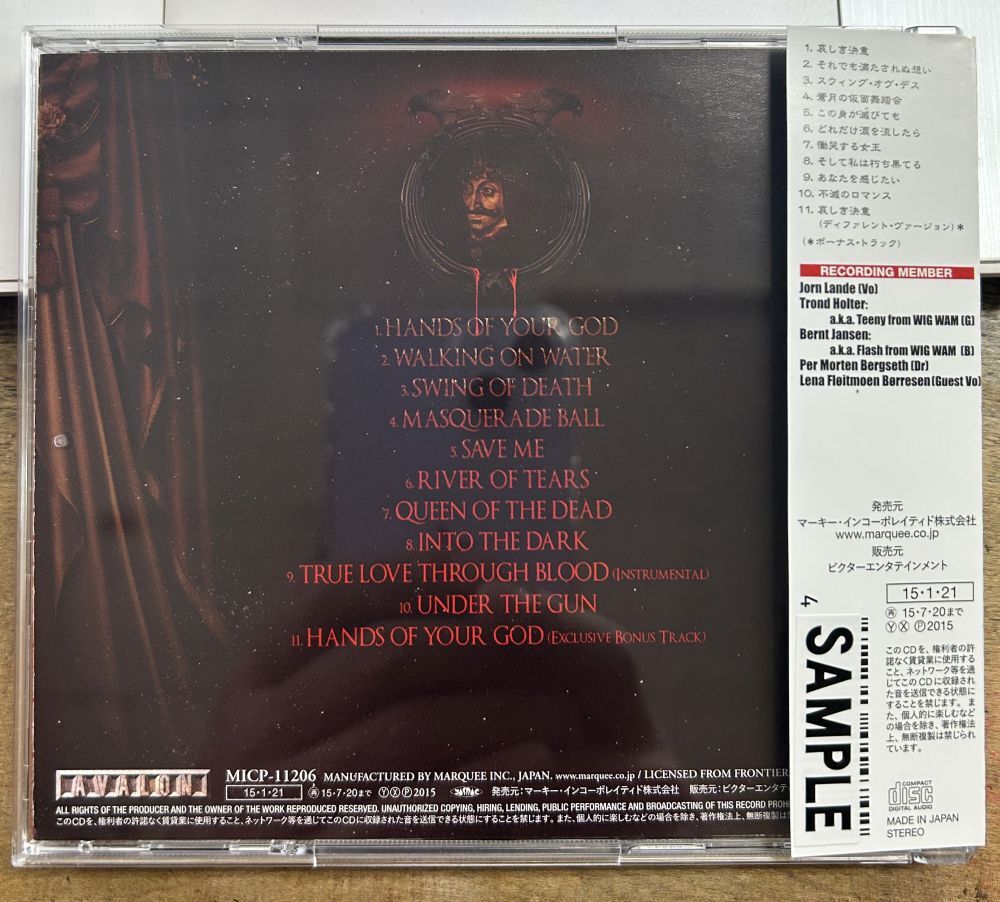 1. HANDS OF YOUR GOD
2. WALKING ON WATER
3. SWING OF DEATH
4. MASQUERADE BALL
5. SAVE ME
6. RIVER OF TEARS
7. QUEEN OF THE DEAD
8. INTO THE DARK
9. TRUE LOVE THROUGH BLOOD (INSTRUMENTAL)
10. UNDER THE GUN
11. HANDS OF YOUR GOD (EXCLUSIVE BONUS TRACK)
AVALON
MICP-11206 MANUFACTURED BY MARQUEE INC., JAPAN. www.marquee.co.jp / LICENSED FROM FRONTIER
15・1・21 再 15・7・20まで Ⓨ Ⓧ Ⓟ2015 発売元:マーキー・インコーポレイティド株式会社 販売元:ビクターエンタテ
ALL RIGHTS OF THE PRODUCER AND THE OWNER OF THE WORK REPRODUCED RESERVED. UNAUTHORIZED COPYING, HIRING, LENDING, PUBLIC PERFORMANCE AND BROADCASTING OF THIS RECORD PROHI
このCDを、権利者の許諾なく賃貸業に使用すること、ネットワーク等を通じてこのCDに収録された音を送信できる状態にすることを禁じます。また、個人的に楽しむなどの場合を除き、著作権法上、無断複製は
1. 哀しき決意
2. それでも満たされぬ想い
3. スウィング・オヴ・デス
4. 蒼月の仮面舞踏会
5. この身が滅びても
6. どれだけ涙を流したら
7. 慟哭する女王
8. そして私は朽ち果てる
9. あなたを感じたい
10. 不滅のロマンス
11. 哀しき決意
(ディファレント・ヴァージョン)*
(*ボーナス・トラック)
RECORDING MEMBER
Jorn Lande (Vo)
Trond Holter:
a.k.a. Teeny from WIG WAM (G)
Bernt Jansen:
a.k.a. Flash from WIG WAM (B)
Per Morten Bergseth (Dr)
Lena Fløitmoen Børresen (Guest Vo)
発売元
マーキー・インコーポレイティド株式会社
www.marquee.co.jp
販売元
ビクターエンタテインメント
15・1・21
再 15・7・20まで
Ⓨ Ⓧ Ⓟ2015
このCDを、権利者の許
諾なく賃貸業に使用す
ること、ネットワーク等を通
じてこのCDに収録された
音を送信できる状態に
することを禁じます。ま
た、個人的に楽しむなど
の場合を除き、著作権法
上、無断複製は禁じられ
ています。
4
SAMPLE
COMPACT
disc
DIGITAL AUDIO
MADE IN JAPAN
STEREO